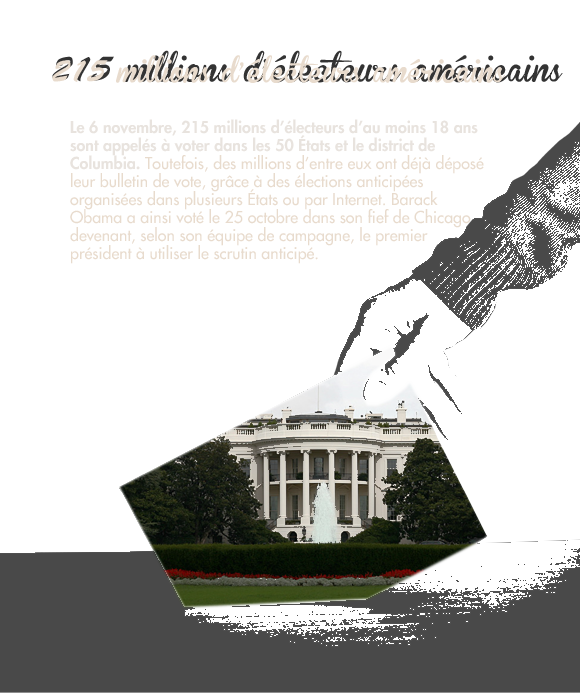 215 millions d'électeurs américains
Le 6 novembre, 215 millions d'électeurs d'au moins 18 ans
sont appelés à voter dans les 50 États et le district de
Columbia. Toutefois, des millions d'entre eux ont déjà déposé
leur bulletin de vote, grâce à des élections anticipées
organisées dans plusieurs États ou par Internet. Barack
Obama a ainsi voté le 25 octobre dans son fief de Chicago,
devenant, selon son équipe de campagne, le premier
président à utiliser le scrutin anticipé.